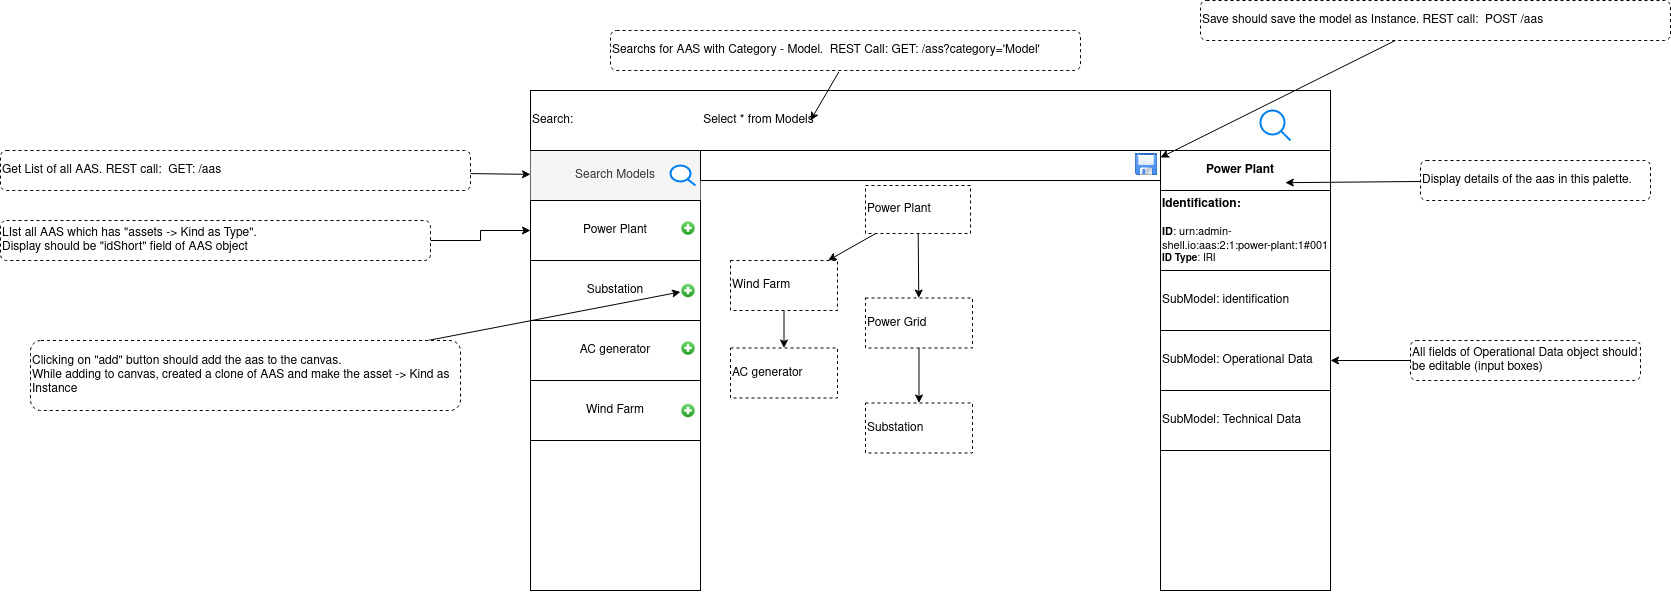 Save should save the model as Instance. REST call:  POST /aas
Searchs for AAS with Category - Model.  REST Call: GET: /ass?category='Model'
Search:
Select * from Models
Get List of all AAS. REST call:  GET: /aas
Search Models
Power Plant
Display details of the aas in this palette.
LIst all AAS which has "assets -> Kind as Type".
Display should be "idShort" field of AAS object
Power Plant
Substation
AC generator
Wind Farm
Clicking on "add" button should add the aas to the canvas.
While adding to canvas, created a clone of AAS and make the asset -> Kind as
Instance
Power Plant
Wind Farm
Power Grid
AC generator
Substation
Identification:
ID: urn:admin-
shell.io:aas:2:1:power-plant:1#001
ID Type: IRI
SubModel: identification
SubModel: Operational Data
SubModel: Technical Data
All fields of Operational Data object should
be editable (input boxes)